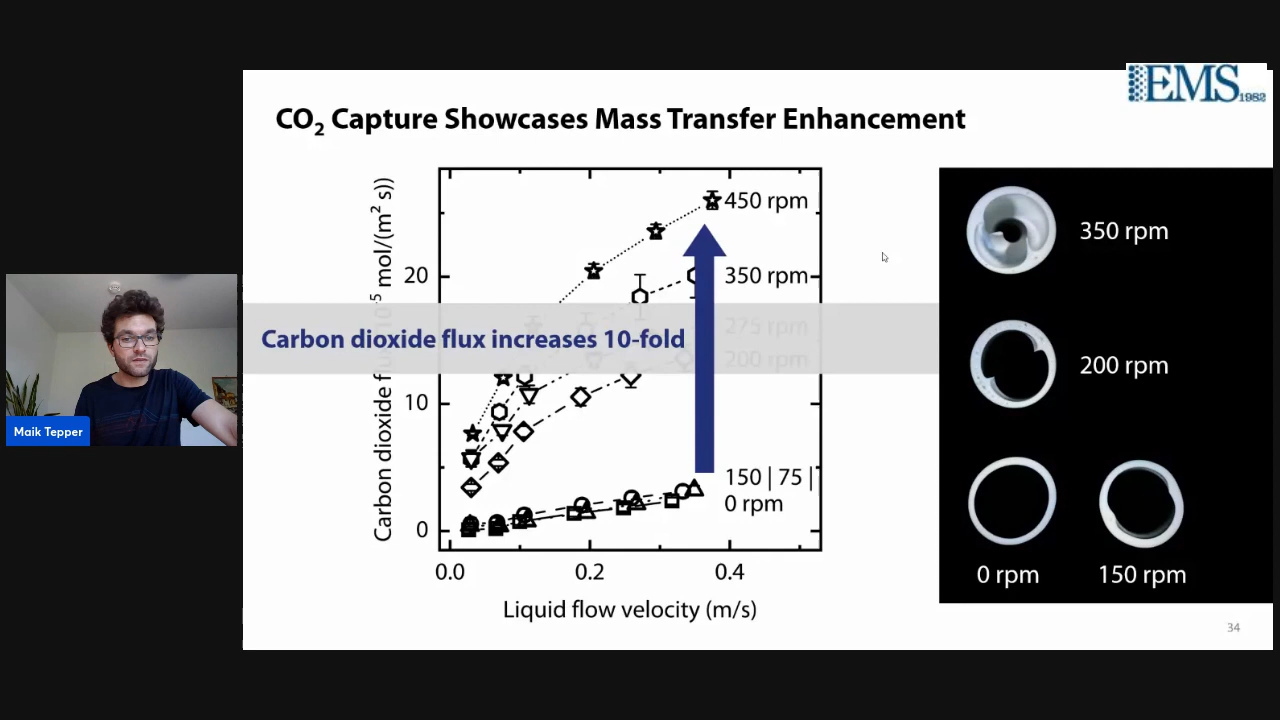 EMS 1982
CO2 Capture Showcases Mass Transfer Enhancement
Carbon dioxide flux increases 10-fold
450 rpm
350 rpm
275 rpm
200 rpm
150 | 75 |
0 rpm
20
10
0
0.0
0.2
0.4
Liquid flow velocity (m/s)
Carbon dioxide
-5 mol/(m2 s))
350 rpm
200 rpm
0 rpm
150 rpm
34
Maik Tepper